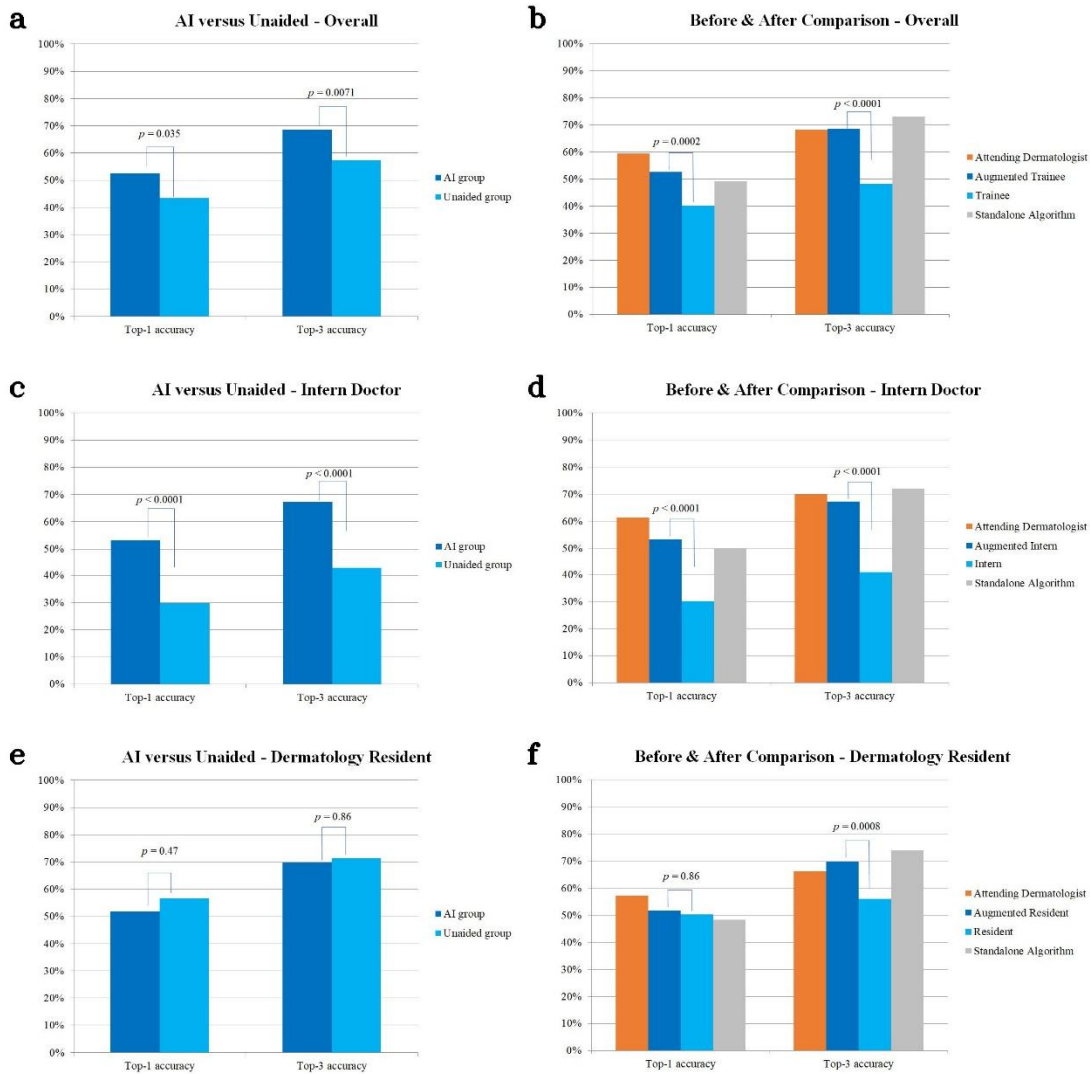 a
AI versus Unaided - Overall
100%
90%
80%
70%
60%
50%
40%
30%
20%
10%
0%
p = 0.035
p = 0.0071
Top-1 accuracy
Top-3 accuracy
AI group
Unaided group
b
Before & After Comparison - Overall
100%
90%
80%
70%
60%
50%
40%
30%
20%
10%
0%
p = 0.0002
p < 0.0001
Top-1 accuracy
Top-3 accuracy
Attending Dermatologist
Augmented Trainee
Trainee
Standalone Algorithm
c
AI versus Unaided - Intern Doctor
100%
90%
80%
70%
60%
50%
40%
30%
20%
10%
0%
p < 0.0001
p < 0.0001
Top-1 accuracy
Top-3 accuracy
AI group
Unaided group
d
Before & After Comparison - Intern Doctor
100%
90%
80%
70%
60%
50%
40%
30%
20%
10%
0%
p < 0.0001
p < 0.0001
Top-1 accuracy
Top-3 accuracy
Attending Dermatologist
Augmented Intern
Intern
Standalone Algorithm
e
AI versus Unaided - Dermatology Resident
100%
90%
80%
70%
60%
50%
40%
30%
20%
10%
0%
p = 0.47
p = 0.86
Top-1 accuracy
Top-3 accuracy
AI group
Unaided group
f
Before & After Comparison - Dermatology Resident
100%
90%
80%
70%
60%
50%
40%
30%
20%
10%
0%
p = 0.86
p = 0.0008
Top-1 accuracy
Top-3 accuracy
Attending Dermatologist
Augmented Resident
Resident
Standalone Algorithm